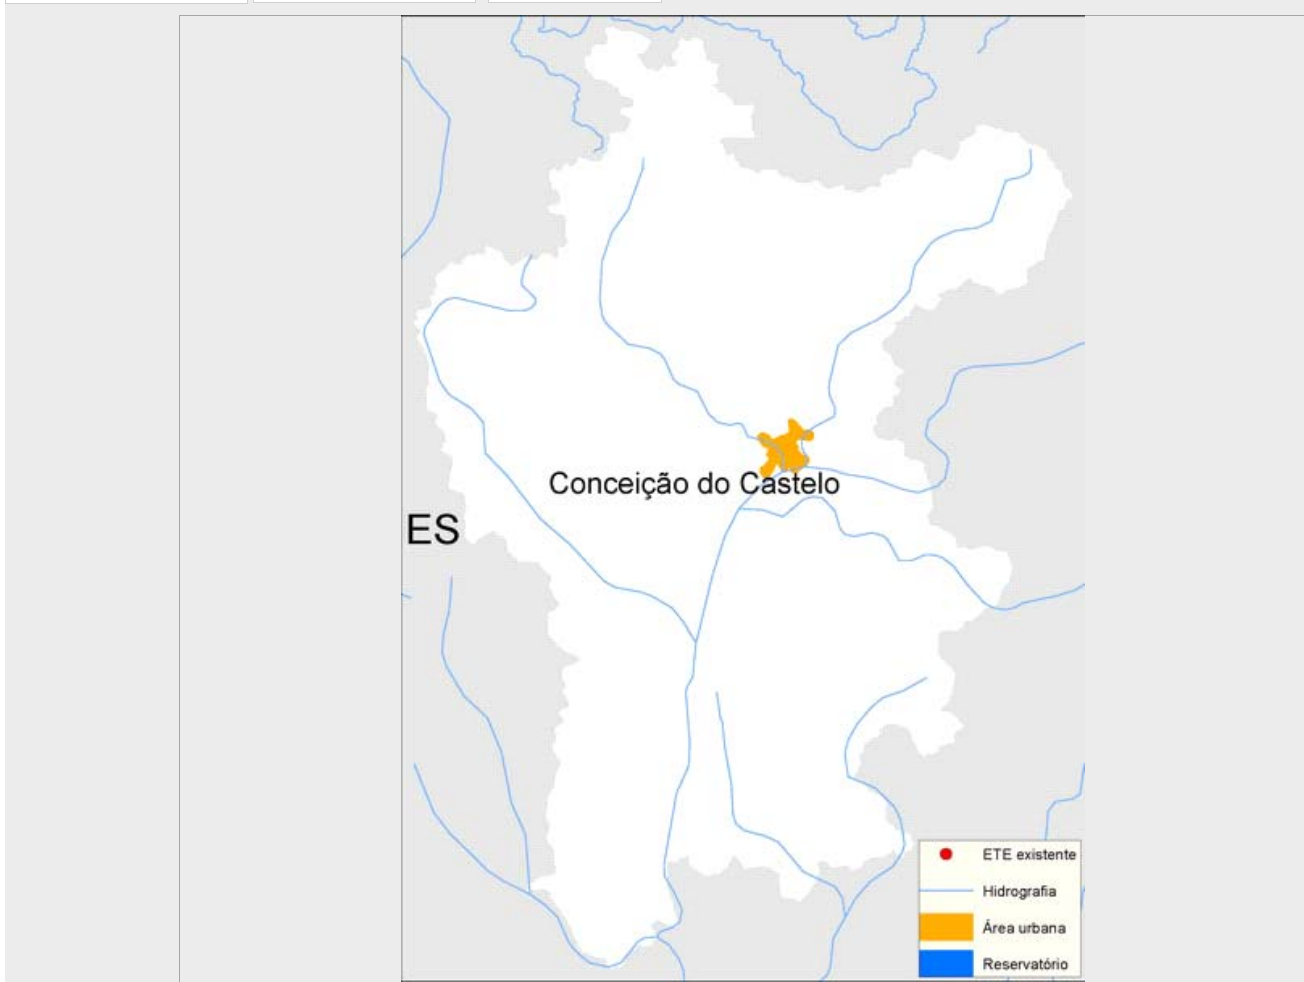 Conceição do Castelo
ES
ETE existente
Hidrografia
Área urbana
Reservatório